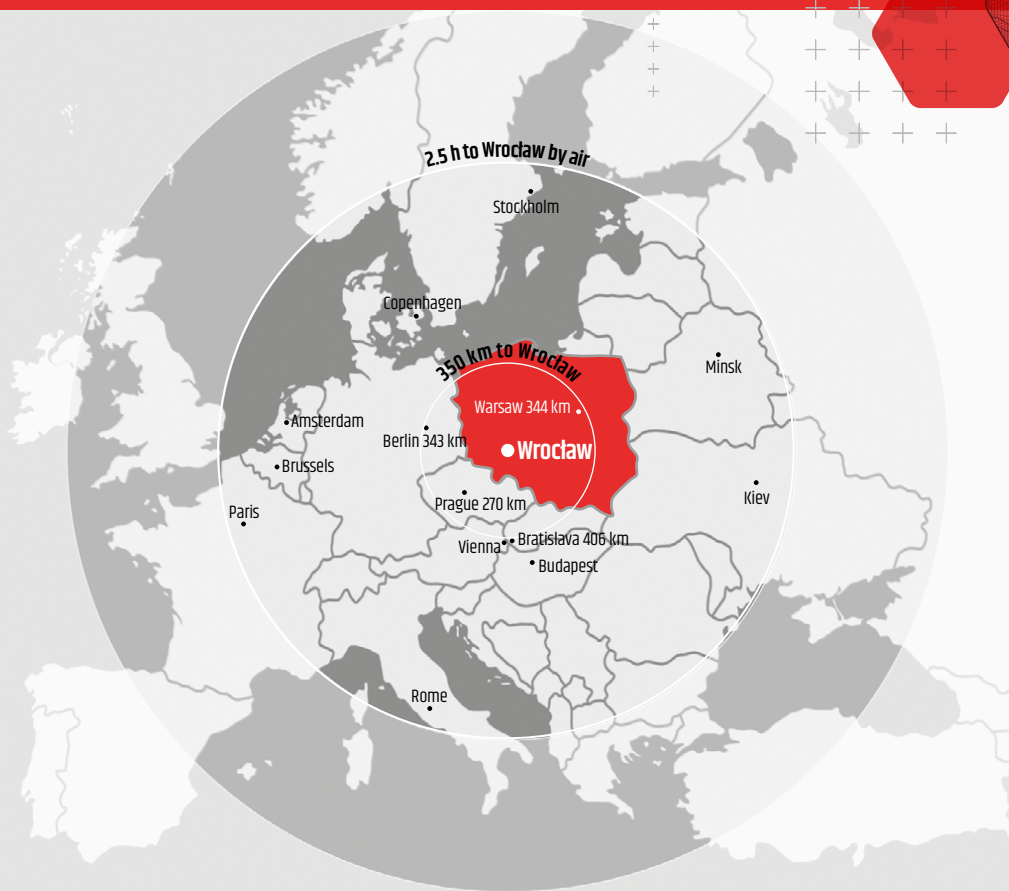 2.5 h to Wrocław by air
Stockholm
Copenhagen
350 km to Wrocław
Minsk
Warsaw 344 km
Amsterdam
Berlin 343 km
Wrocław
Brussels
Kiev
Prague 270 km
Paris
Bratislava 406 km
Vienna
Budapest
Rome